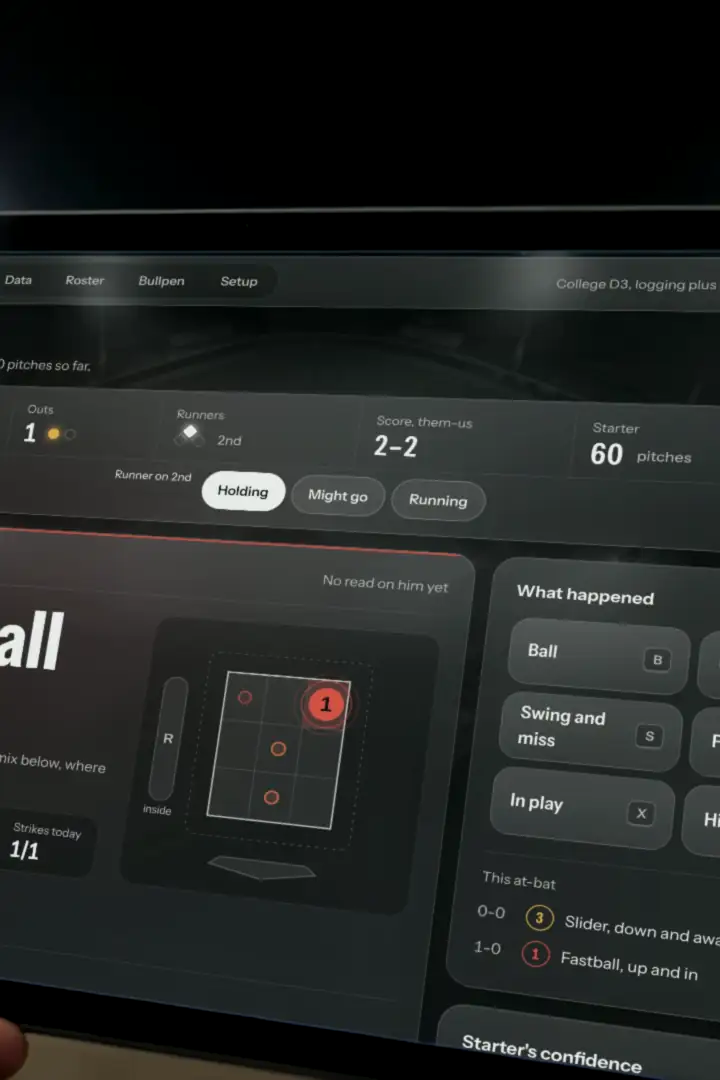 Data Roster Bullpen Setup College D3, logging plus
0 pitches so far.
Outs
1
Runners
2nd
Score, them-us
2-2
Starter
60 pitches
Runner on 2nd Holding Might go Running
No read on him yet
all
mix below, where
Strikes today
1/1
1
R
inside
What happened
Ball B
Swing and
miss S
In play X
This at-bat
0-0 3 Slider, down and awa
1-0 1 Fastball, up and in
Starter's confidence